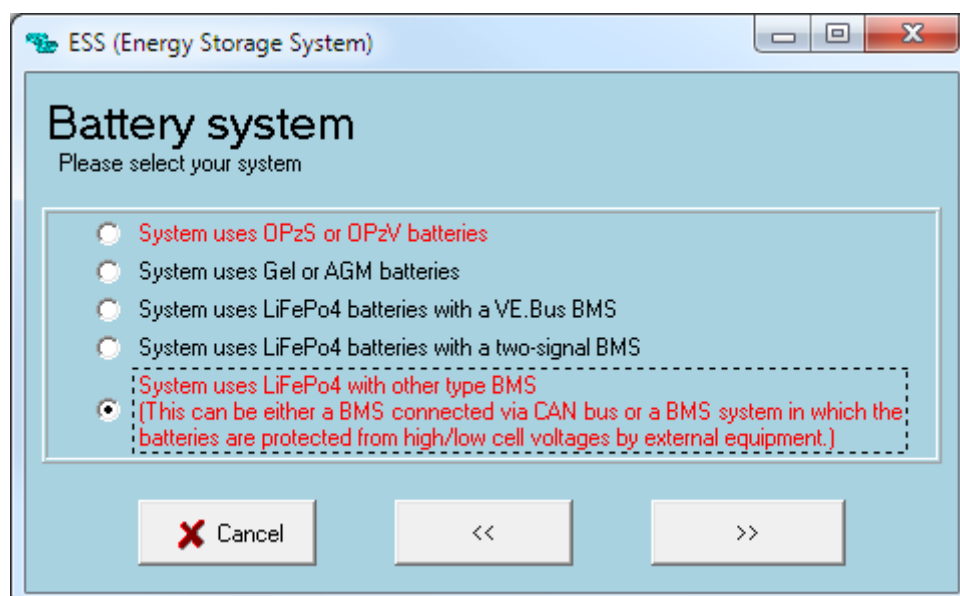 ESS (Energy Storage System)
Battery system
Please select your system
System uses OPzS or OPzV batteries
System uses Gel or AGM batteries
System uses LiFePo4 batteries with a VE.Bus BMS
System uses LiFePo4 batteries with a two-signal BMS
System uses LiFePo4 with other type BMS
(This can be either a BMS connected via CAN bus or a BMS system in which the
batteries are protected from high/low cell voltages by external equipment.)
Cancel
<<
>>